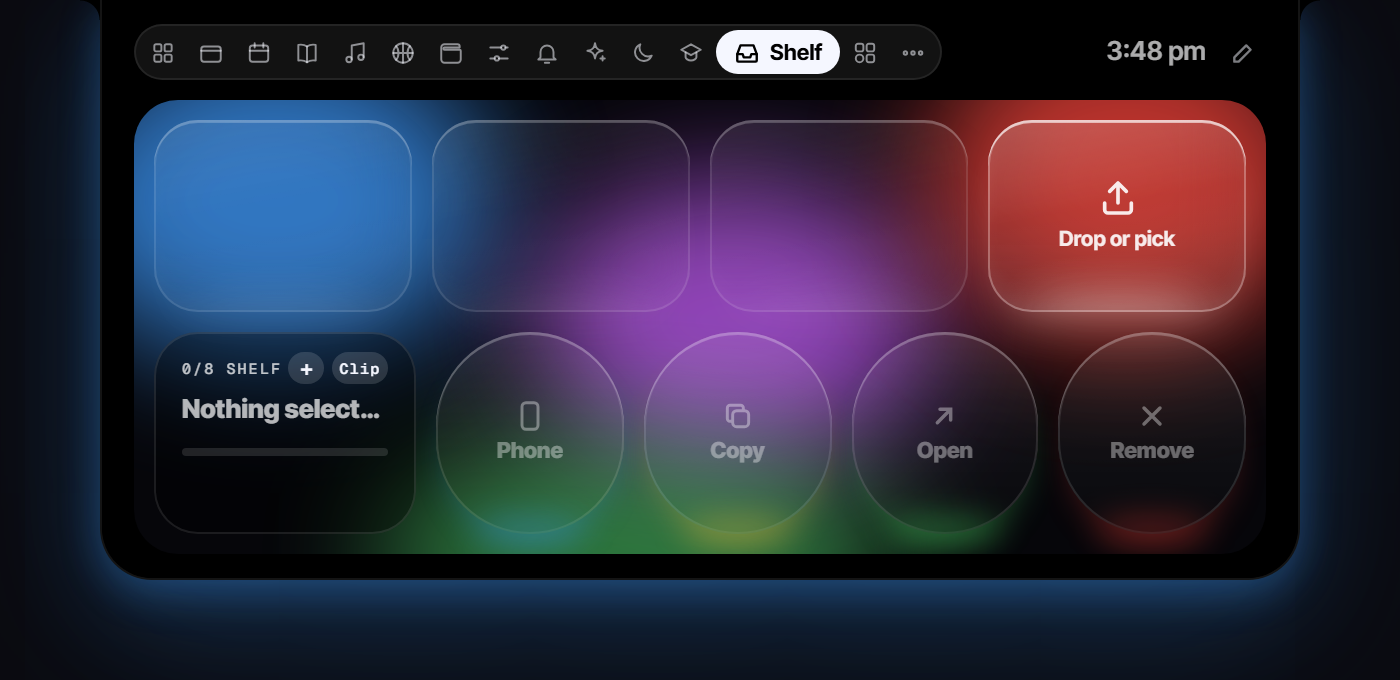 Shelf
3:48 pm
Drop or pick
0/8 SHELF + Clip
Nothing select...
Phone
Copy
Open
Remove